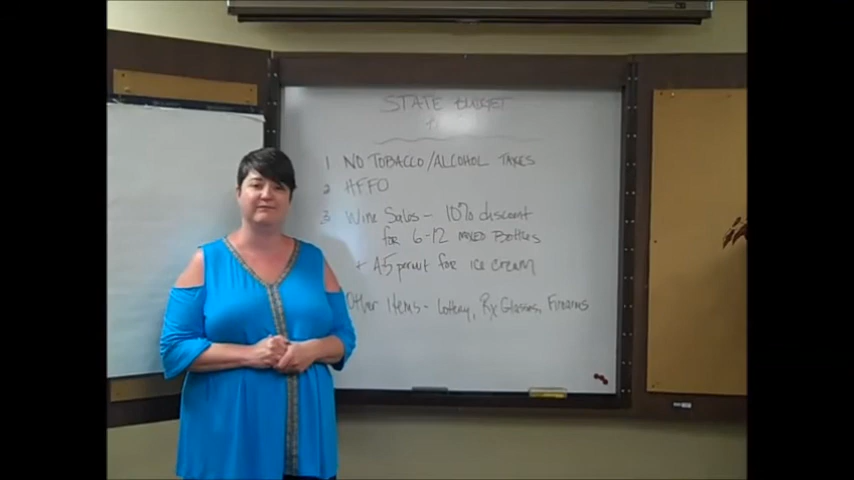 STATE BUDGET
1 NO TOBACCO/ALCOHOL TAXES
2 HFFO
3 Wine Sales - 10% discount
for 6-12 MIXED Bottles
+ A5 permit for ice cream
Other Items - Lottery, Rx Glasses, Firearms